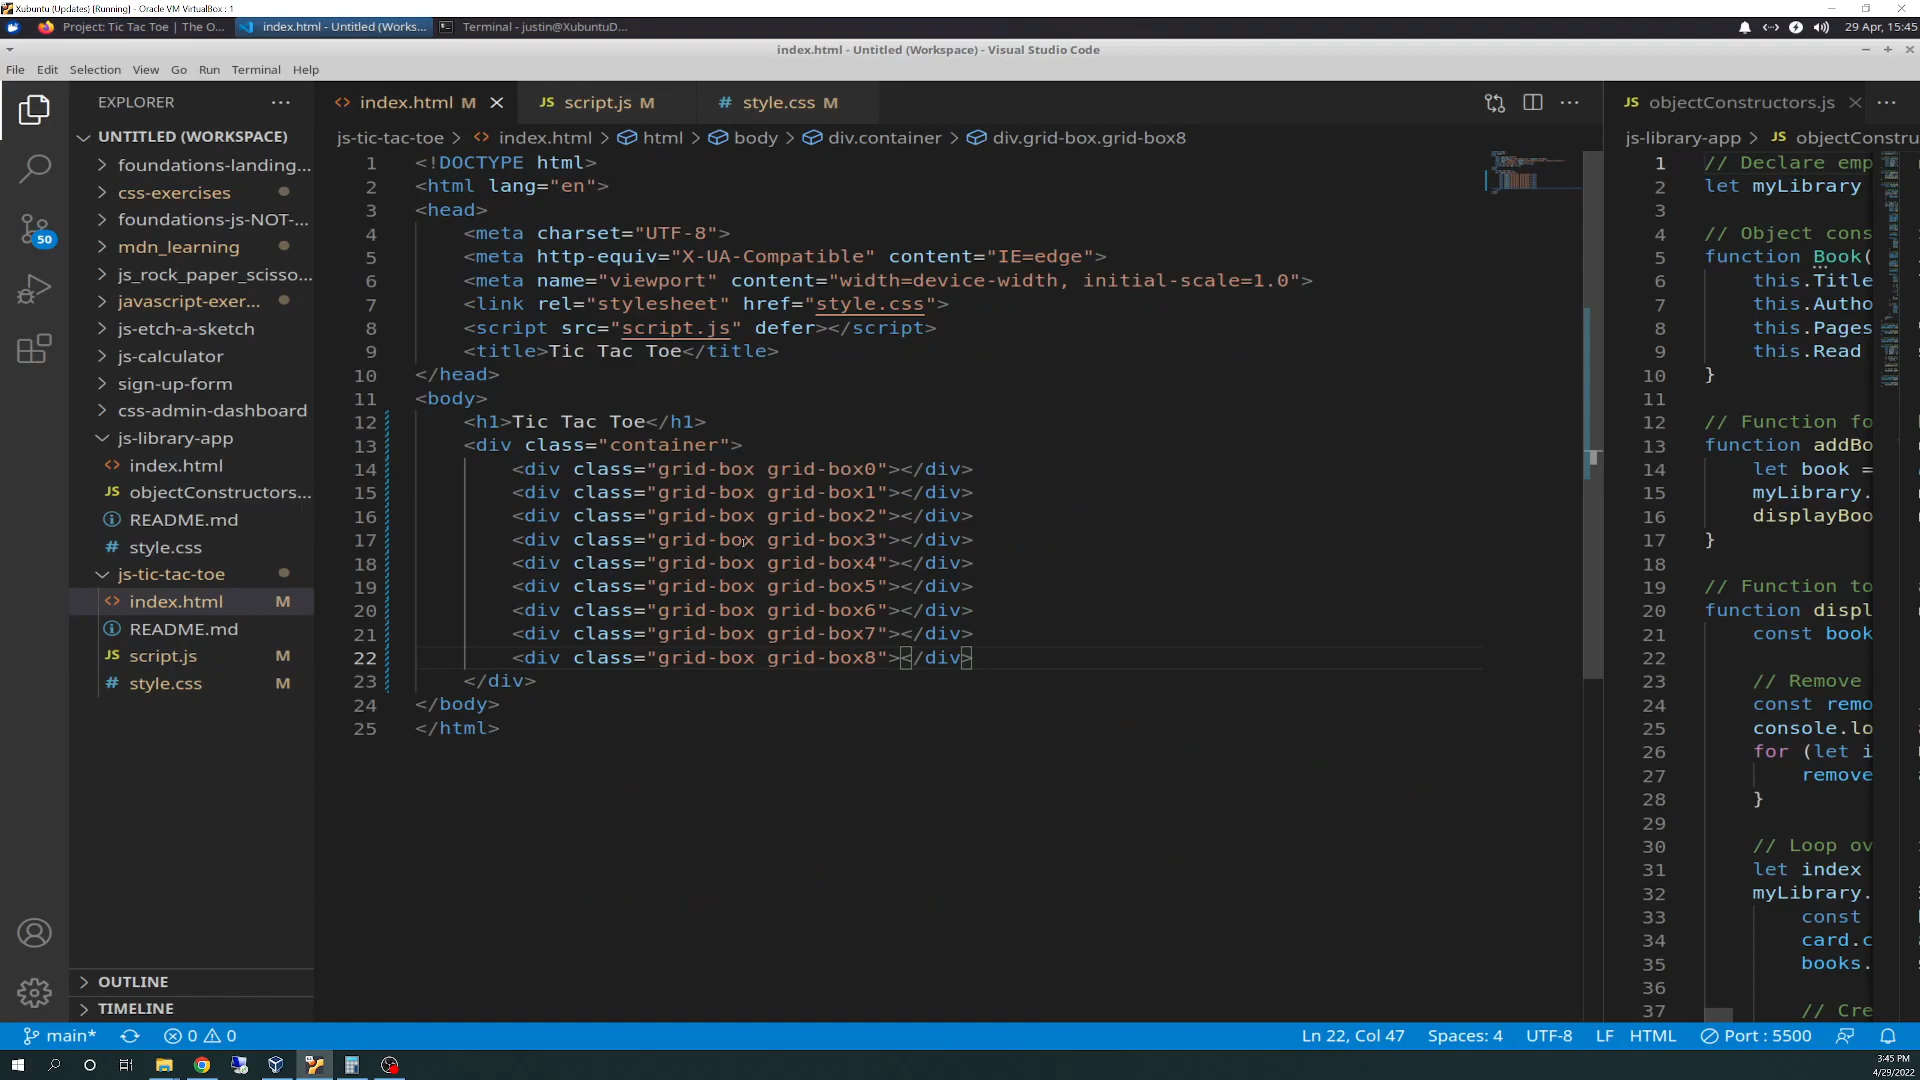 Xubuntu (Updates) [Running] - Oracle VM VirtualBox : 1
Project: Tic Tac Toe | The O...
index.html - Untitled (Works...
Terminal - justin@XubuntuD...
29 Apr, 15:45
index.html - Untitled (Workspace) - Visual Studio Code
File Edit Selection View Go Run Terminal Help
EXPLORER
index.html M
JS script.js M
# style.css M
JS objectConstructors.js
UNTITLED (WORKSPACE)
js-tic-tac-toe > index.html > html > body > div.container > div.grid-box.grid-box8
js-library-app > JS objectConstru
foundations-landing...
css-exercises
foundations-js-NOT-...
mdn_learning
50
js_rock_paper_scisso...
javascript-exer...
js-etch-a-sketch
js-calculator
sign-up-form
css-admin-dashboard
js-library-app
index.html
JS objectConstructors...
README.md
# style.css
js-tic-tac-toe
index.html M
README.md
JS script.js M
# style.css M
OUTLINE
TIMELINE
1 <!DOCTYPE html>
2 <html lang="en">
3 <head>
4 <meta charset="UTF-8">
5 <meta http-equiv="X-UA-Compatible" content="IE=edge">
6 <meta name="viewport" content="width=device-width, initial-scale=1.0">
7 <link rel="stylesheet" href="style.css">
8 <script src="script.js" defer></script>
9 <title>Tic Tac Toe</title>
10 </head>
11 <body>
12 <h1>Tic Tac Toe</h1>
13 <div class="container">
14 <div class="grid-box grid-box0"></div>
15 <div class="grid-box grid-box1"></div>
16 <div class="grid-box grid-box2"></div>
17 <div class="grid-box grid-box3"></div>
18 <div class="grid-box grid-box4"></div>
19 <div class="grid-box grid-box5"></div>
20 <div class="grid-box grid-box6"></div>
21 <div class="grid-box grid-box7"></div>
22 <div class="grid-box grid-box8"></div>
23 </div>
24 </body>
25 </html>
1 // Declare emp
2 let myLibrary
3
4 // Object cons
5 function Book(
6 this.Title
7 this.Autho
8 this.Pages
9 this.Read
10 }
11
12 // Function fo
13 function addBo
14 let book =
15 myLibrary.
16 displayBoo
17 }
18
19 // Function to
20 function displ
21 const book
22
23 // Remove
24 const remo
25 console.lo
26 for (let i
27 remove
28 }
29
30 // Loop ov
31 let index
32 myLibrary.
33 const
34 card.c
35 books.
36
37 // Cre
main* 0 0
Ln 22, Col 47 Spaces: 4 UTF-8 LF HTML Port : 5500
3:45 PM
4/29/2022